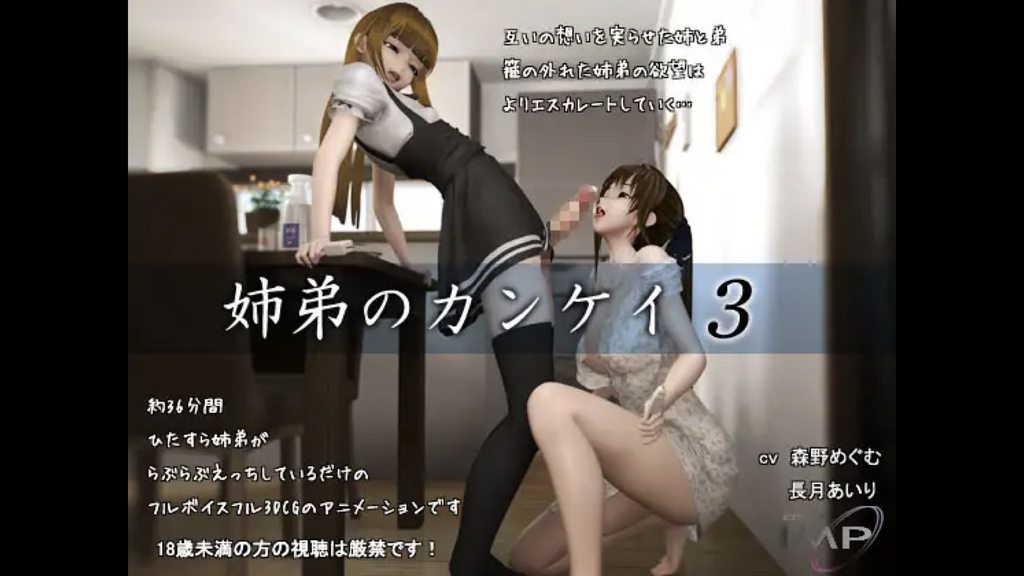 互いの想いを実らせた姉と弟
箍の外れた姉弟の欲望は
よりエスカレートしていく…
姉弟のカンケイ3
約36分間
ひたすら姉弟が
らぶらぶえっちしているだけの
フルボイスフル3DCGのアニメーションです
18歳未満の方の視聴は厳禁です!
CV 森野めぐむ
長月あいり